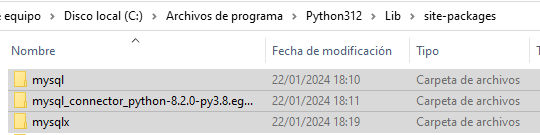 equipo > Disco local (C:) > Archivos de programa > Python312 > Lib > site-packages
Nombre Fecha de modificación Tipo
mysql 22/01/2024 18:10 Carpeta de archivos
mysql_connector_python-8.2.0-py3.8.eg... 22/01/2024 18:11 Carpeta de archivos
mysqlx 22/01/2024 18:19 Carpeta de archivos